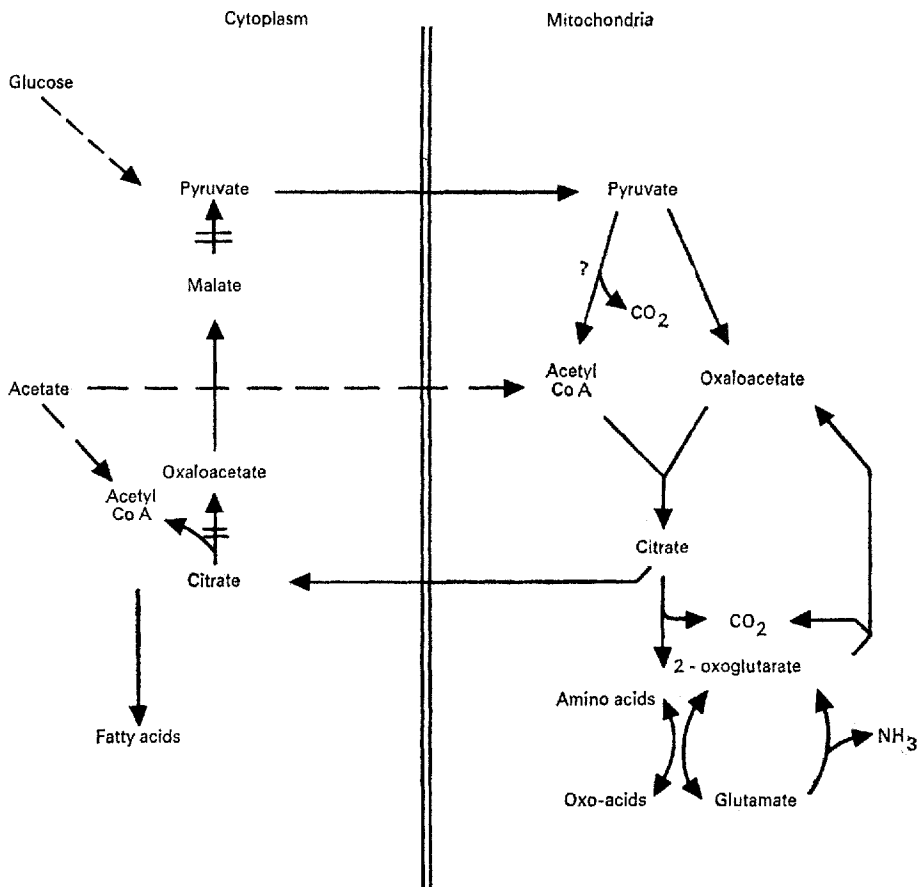 Cytoplasm
Mitochondria
Glucose
Pyruvate
Pyruvate
Malate
?
CO2
Acetate
Acetyl
Co A
Oxaloacetate
Oxaloacetate
Acetyl
Co A
Citrate
Citrate
CO2
2 - oxoglutarate
Amino acids
Fatty acids
NH3
Oxo-acids
Glutamate